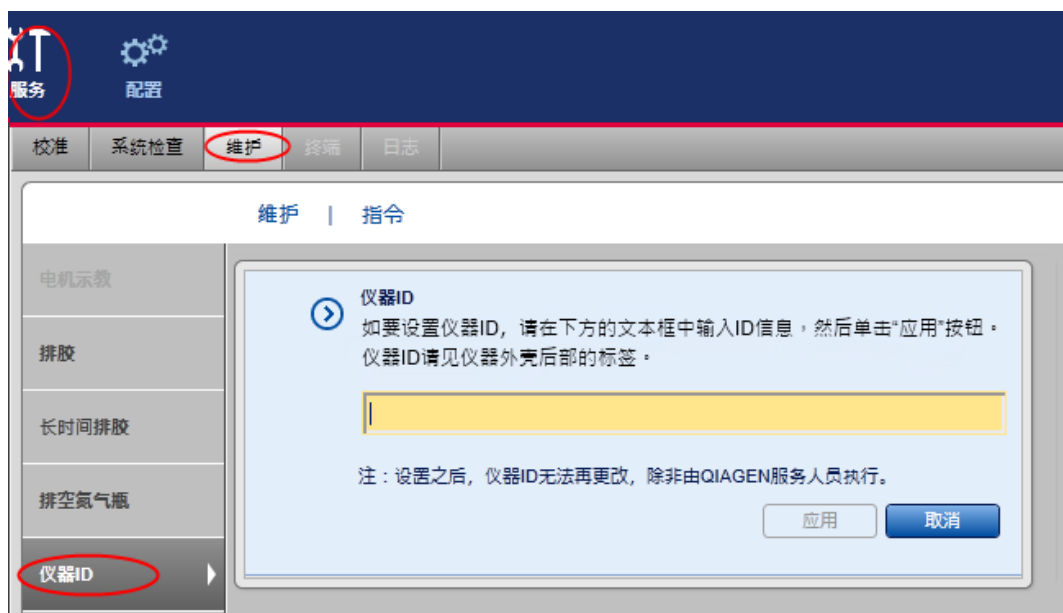 服务
配置
校准 系统检查 维护 终端 日志
维护 | 指令
电机示教
排胶
长时间排胶
排空氮气瓶
仪器ID
仪器ID
如要设置仪器ID, 请在下方的文本框中输入ID信息，然后单击“应用”按钮。
仪器ID请见仪器外壳后部的标签。
注：设置之后, 仪器ID无法再更改, 除非由QIAGEN服务人员执行。
应用 取消